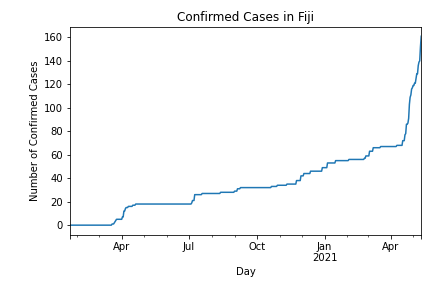 Confirmed Cases in Fiji
Number of Confirmed Cases
160
140
120
100
80
60
40
20
0
Apr
Jul
Oct
Jan
2021
Apr
Day